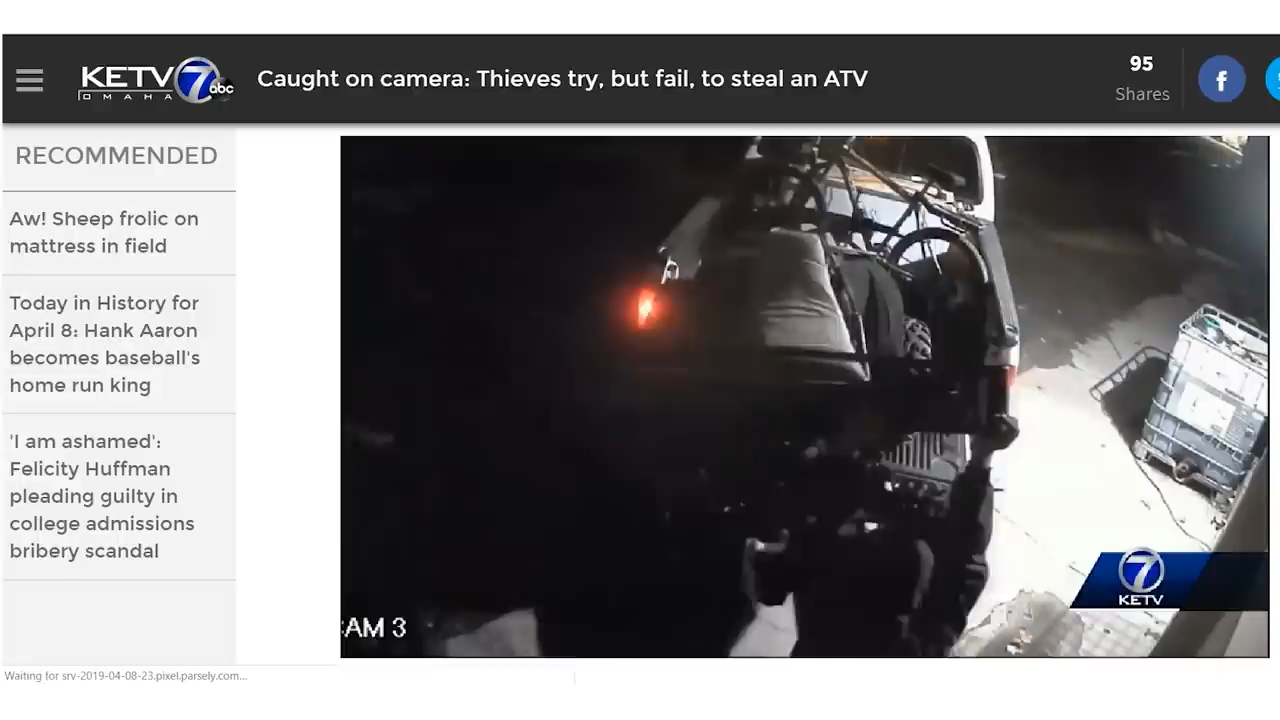 KETV 7 abc
OMAHA
Caught on camera: Thieves try, but fail, to steal an ATV
95
Shares
f
RECOMMENDED
Aw! Sheep frolic on
mattress in field
Today in History for
April 8: Hank Aaron
becomes baseball's
home run king
'I am ashamed':
Felicity Huffman
pleading guilty in
college admissions
bribery scandal
AM 3
7
KETV
Waiting for srv-2019-04-08-23.pixel.parsely.com...